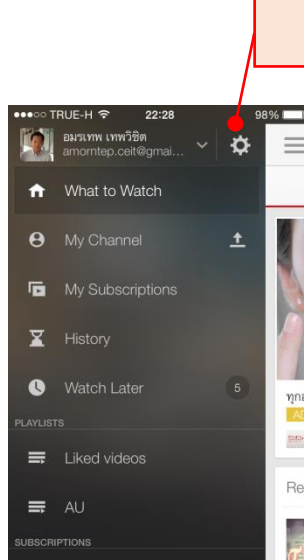 TRUE-H 22:28 98%
อมรเทพ เทพวิชิต
amorntep.ceit@gmai...
What to Watch
My Channel
My Subscriptions
History
Watch Later 5
PLAYLISTS
Liked videos
AU
SUBSCRIPTIONS
Re